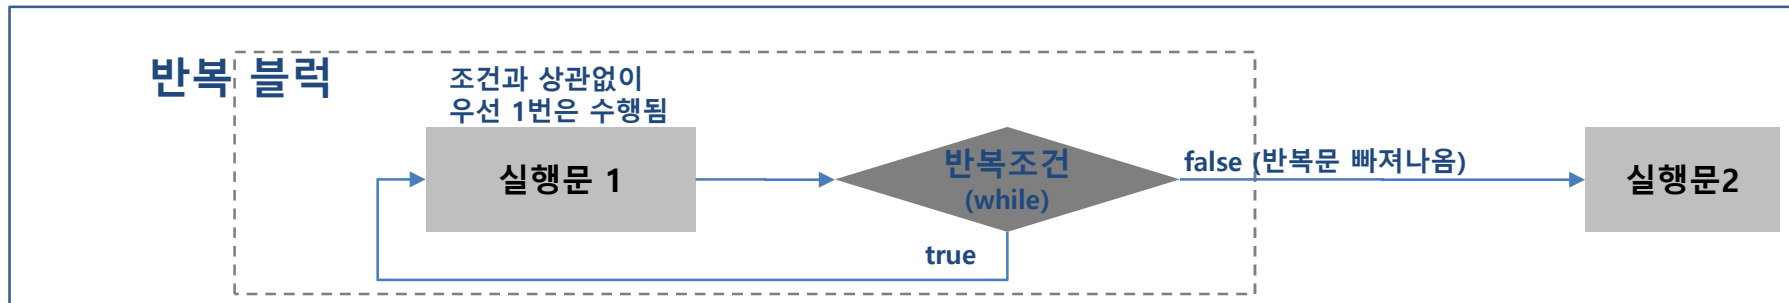 반복 블럭
조건과 상관없이
우선 1번은 수행됨
실행문 1
반복조건
(while)
false (반복문 빠져나옴)
실행문2
true